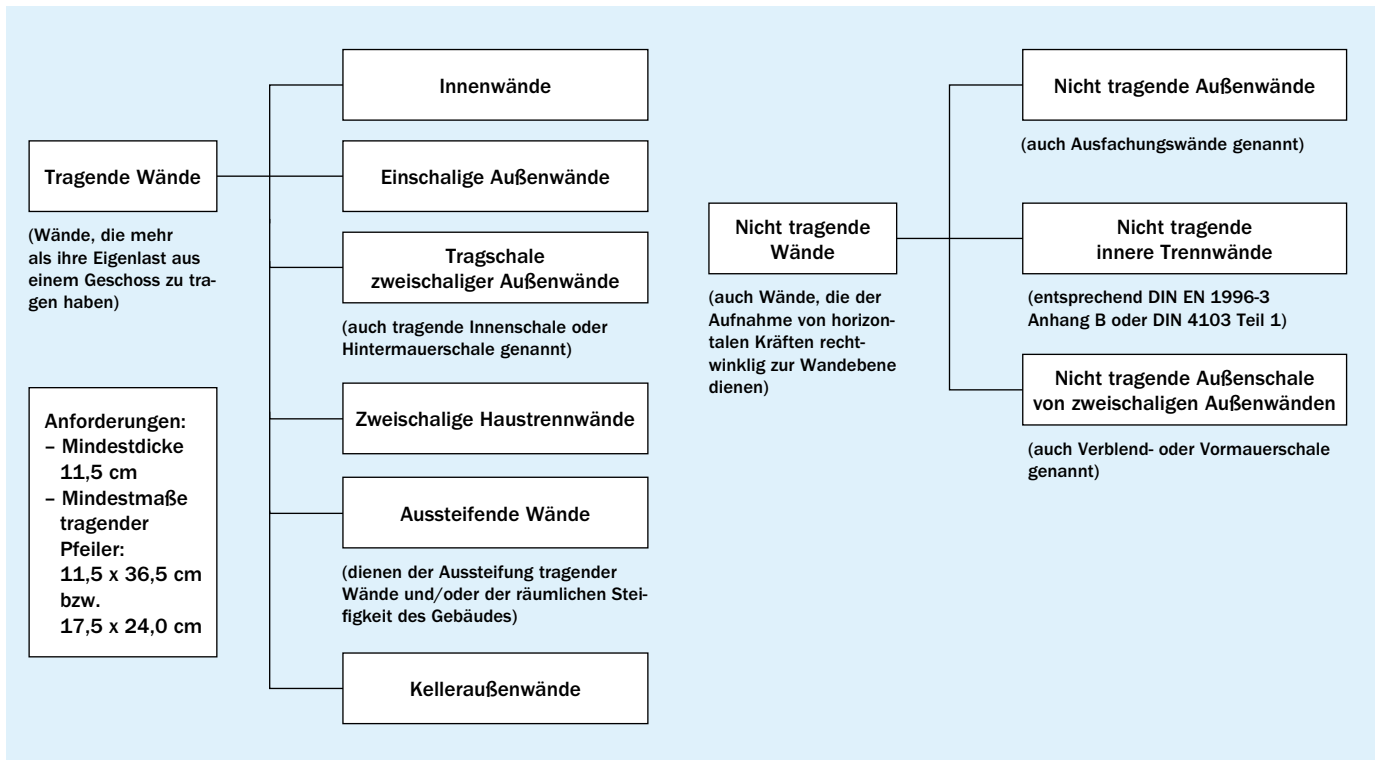 Tragende Wände
(Wände, die mehr
als ihre Eigenlast aus
einem Geschoss zu tra-
gen haben)
Anforderungen:
– Mindestdicke
11,5 cm
– Mindestmaße
tragender
Pfeiler:
11,5 x 36,5 cm
bzw.
17,5 x 24,0 cm
Innenwände
Einschalige Außenwände
Tragschale
zweischaliger Außenwände
(auch tragende Innenschale oder
Hintermauerschale genannt)
Zweischalige Haustrennwände
Aussteifende Wände
(dienen der Aussteifung tragender
Wände und/oder der räumlichen Stei-
figkeit des Gebäudes)
Kelleraußenwände
Nicht tragende
Wände
(auch Wände, die der
Aufnahme von horizon-
talen Kräften recht-
winklig zur Wandebene
dienen)
Nicht tragende Außenwände
(auch Ausfachungswände genannt)
Nicht tragende
innere Trennwände
(entsprechend DIN EN 1996-3
Anhang B oder DIN 4103 Teil 1)
Nicht tragende Außenschale
von zweischaligen Außenwänden
(auch Verblend- oder Vormauerschale
genannt)